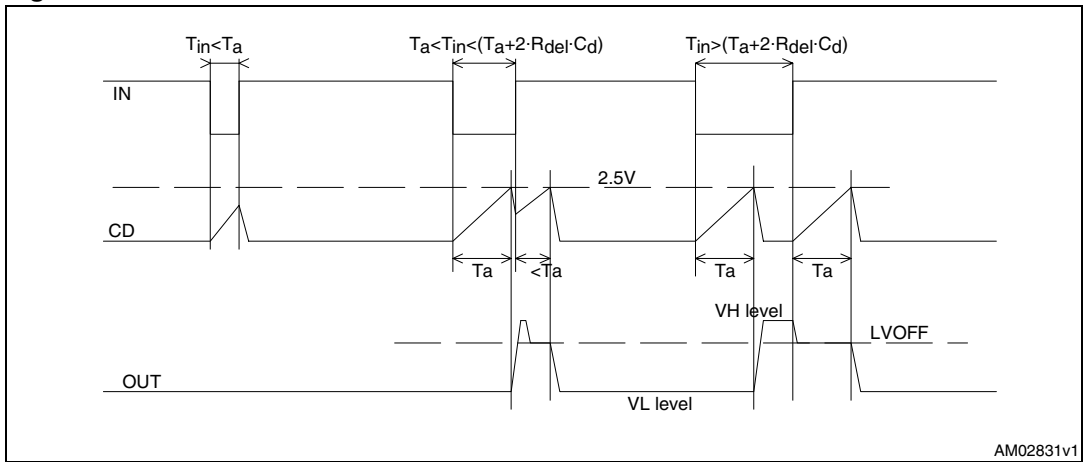 Tin<Ta
Ta<Tin<(Ta+2·Rdel·Cd)
Tin>(Ta+2·Rdel·Cd)
IN
2.5V
CD
Ta
<Ta
Ta
Ta
VH level
LVOFF
OUT
VL level
AM02831v1